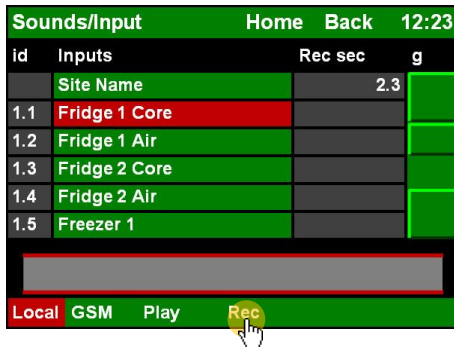 Sounds/Input Home Back 12:23
id Inputs Rec sec g
Site Name 2.3
1.1 Fridge 1 Core
1.2 Fridge 1 Air
1.3 Fridge 2 Core
1.4 Fridge 2 Air
1.5 Freezer 1
Local GSM Play Rec